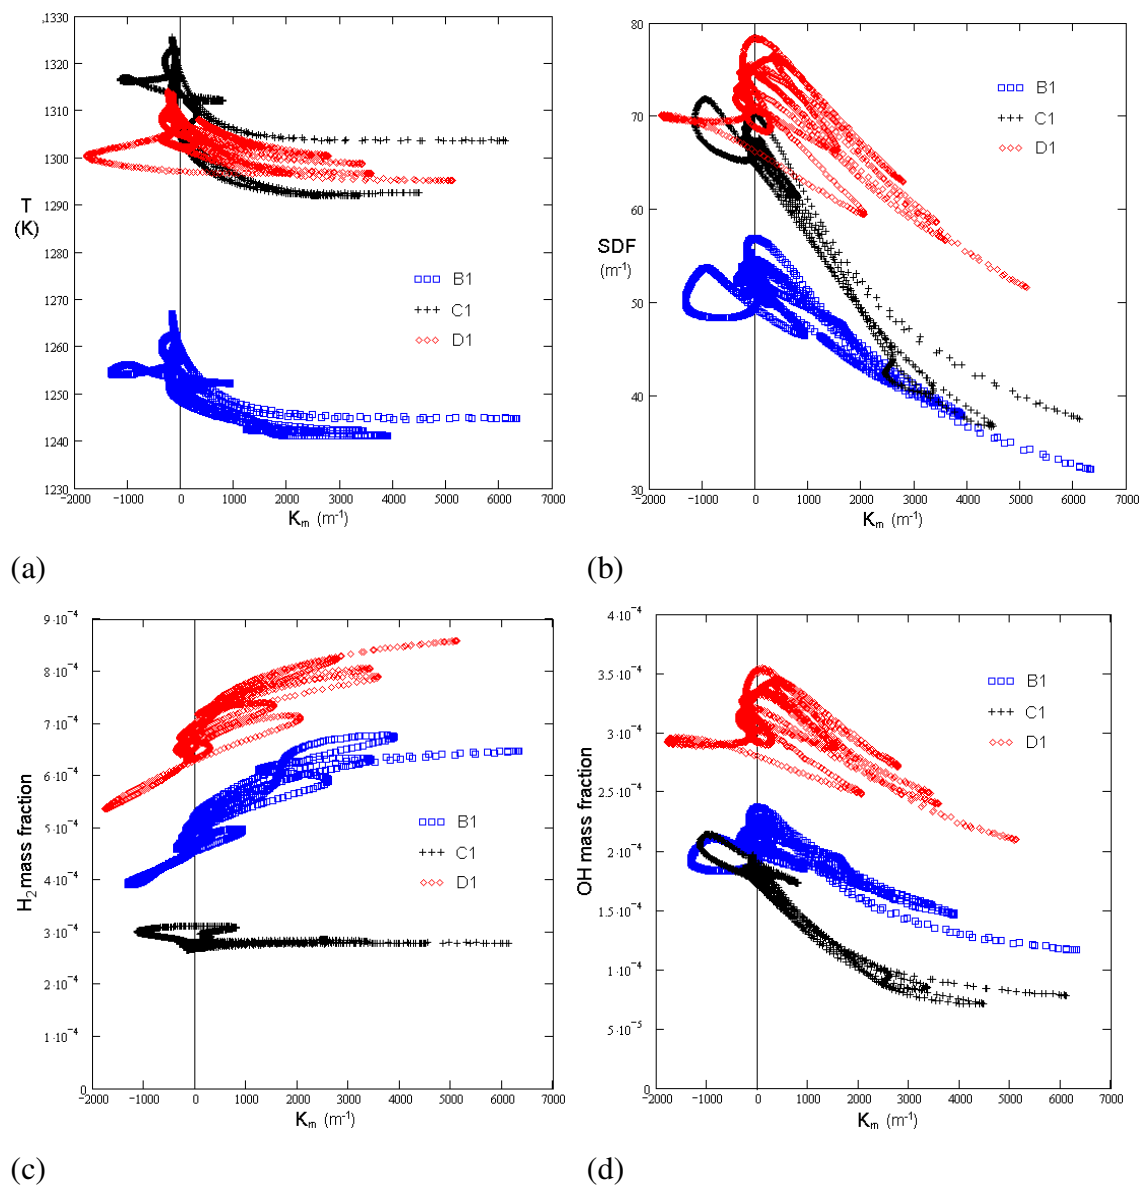 1330
1320
1310
1300
T
1290
(K)
1280
B1
1270
C1
1260
D1
1250
1240
1230
−2000 −1000 0 1000 2000 3000 4000 5000 6000 7000
Km (m-1)
(a)
80
B1
70
C1
D1
60
SDF
(m-1)
50
40
30
−2000 −1000 0 1000 2000 3000 4000 5000 6000 7000
Km (m-1)
(b)
9·10−4
8·10−4
7·10−4
6·10−4
5·10−4
B1
C1
4·10−4
D1
3·10−4
2·10−4
1·10−4
0
H2 mass fraction
−2000 −1000 0 1000 2000 3000 4000 5000 6000 7000
Km (m-1)
(c)
4·10−4
B1
3.5·10−4
C1
3·10−4
D1
2.5·10−4
2·10−4
1.5·10−4
1·10−4
5·10−5
0
OH mass fraction
−2000 −1000 0 1000 2000 3000 4000 5000 6000 7000
Km (m-1)
(d)